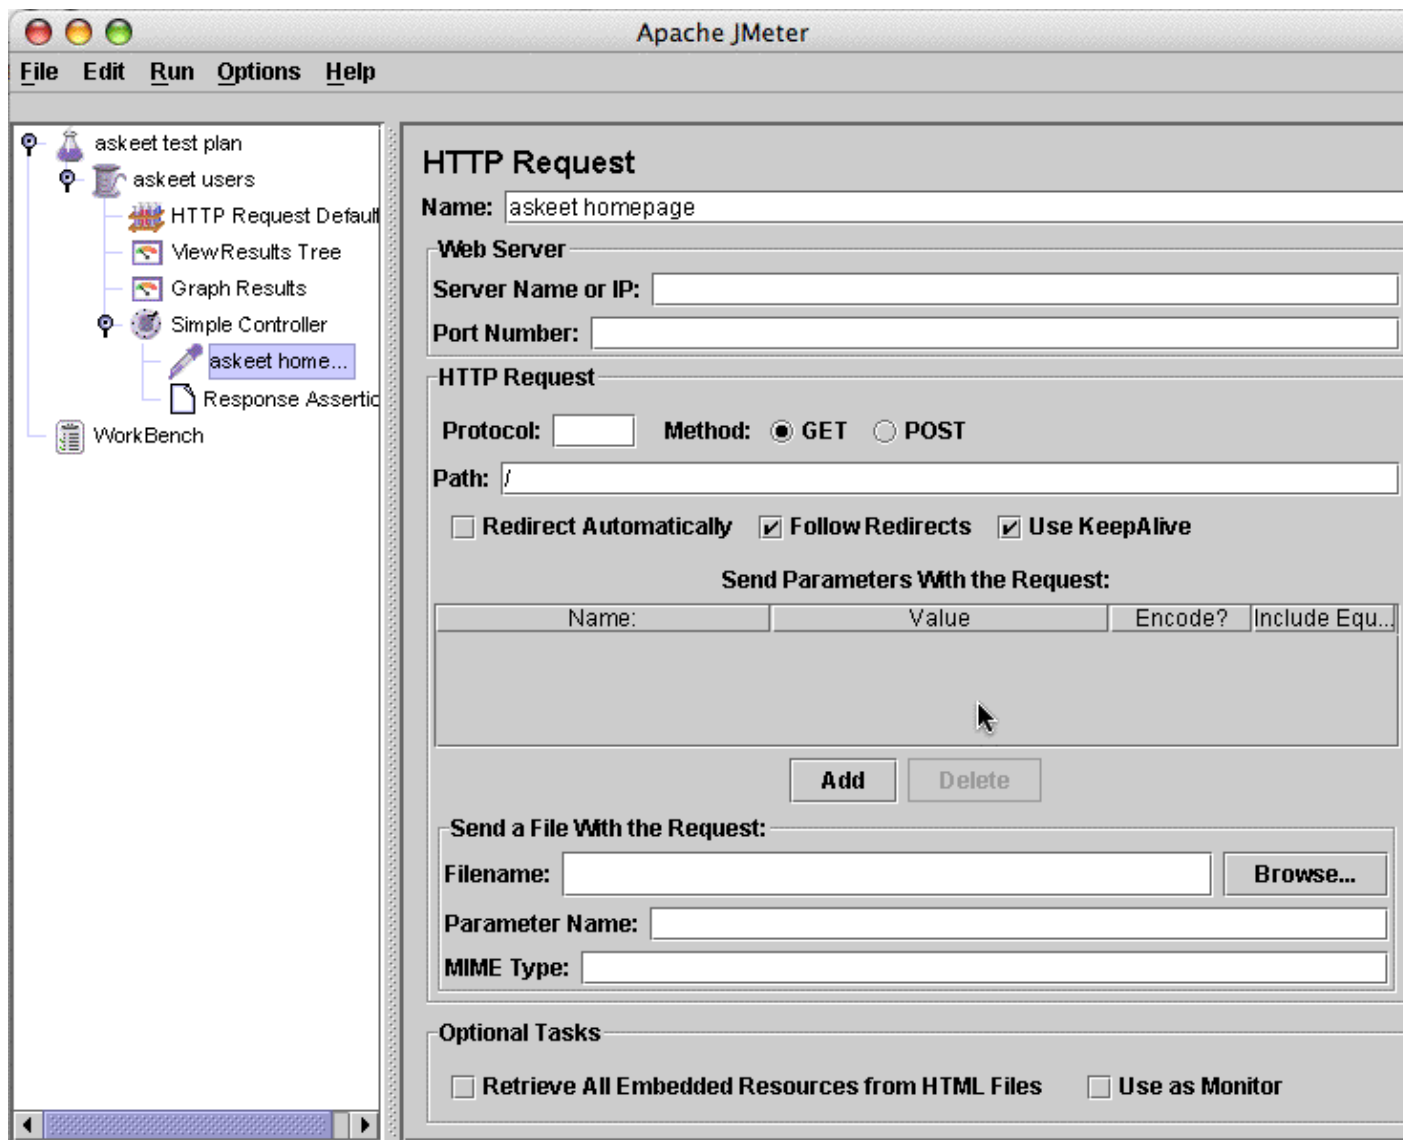 Apache JMeter
File Edit Run Options Help
askeet test plan
askeet users
HTTP Request Default
View Results Tree
Graph Results
Simple Controller
askeet home...
Response Assertio
WorkBench
HTTP Request
Name: askeet homepage
Web Server
Server Name or IP:
Port Number:
HTTP Request
Protocol: Method: GET POST
Path: /
Redirect Automatically Follow Redirects Use KeepAlive
Send Parameters With the Request:
Name: Value Encode? Include Equ...
Add Delete
Send a File With the Request:
Filename: Browse...
Parameter Name:
MIME Type:
Optional Tasks
Retrieve All Embedded Resources from HTML Files Use as Monitor